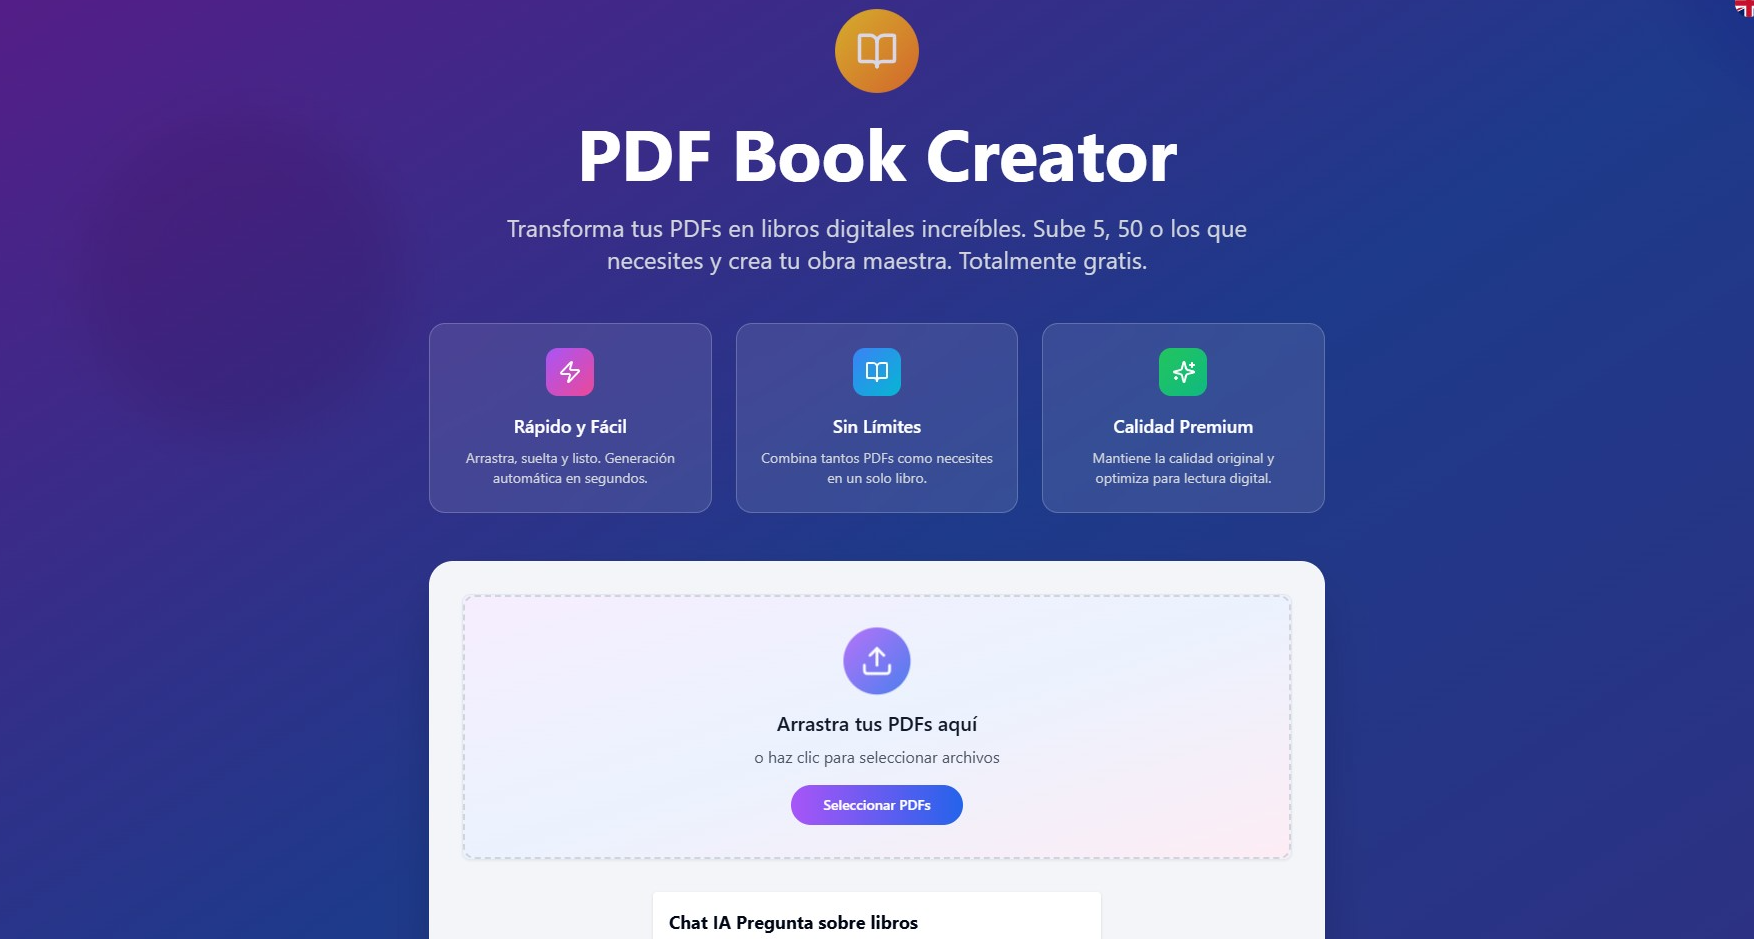 PDF Book Creator
Transforma tus PDFs en libros digitales increíbles. Sube 5, 50 o los que
necesites y crea tu obra maestra. Totalmente gratis.
Rápido y Fácil
Arrastra, suelta y listo. Generación
automática en segundos.
Sin Límites
Combina tantos PDFs como necesites
en un solo libro.
Calidad Premium
Mantiene la calidad original y
optimiza para lectura digital.
Arrastra tus PDFs aquí
o haz clic para seleccionar archivos
Seleccionar PDFs
Chat IA Pregunta sobre libros